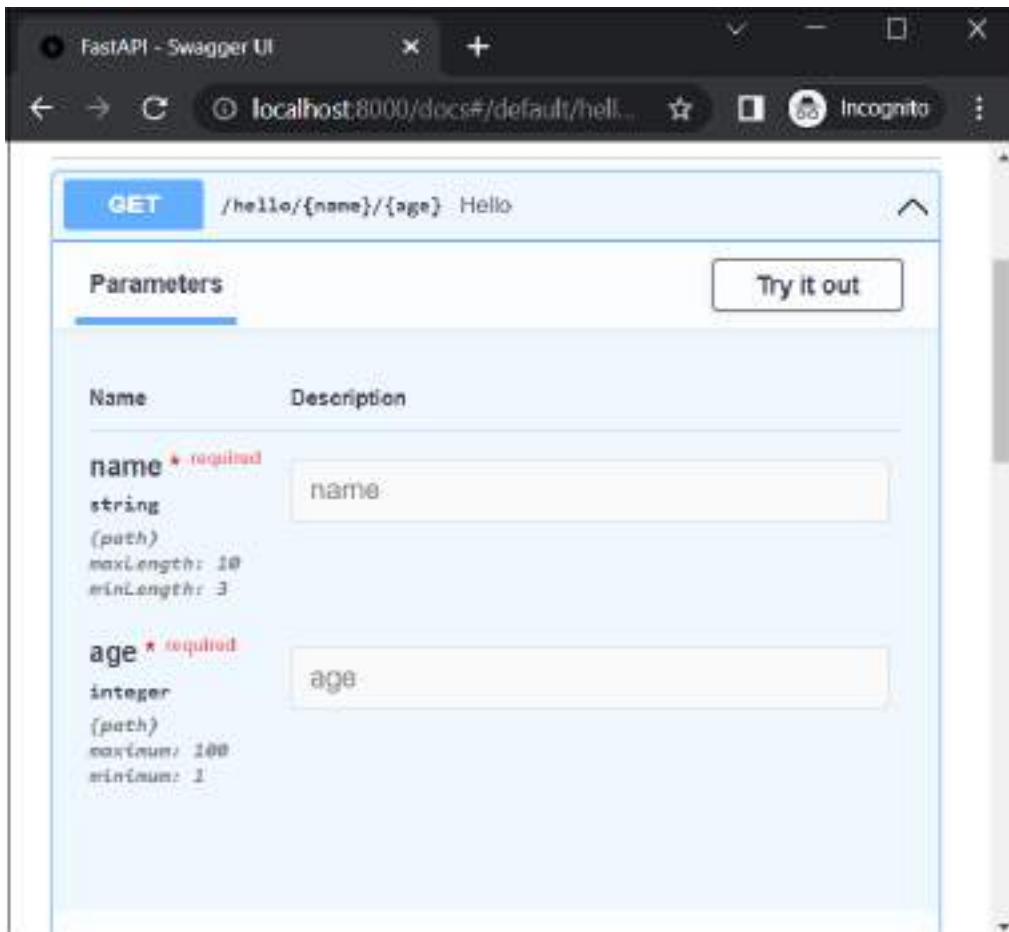 FastAPI - Swagger UI
localhost:8000/docs#/default/hell...
Incognito
GET /hello/{name}/{age} Hello
Parameters
Try it out
Name Description
name * required
name
string
(path)
maxLength: 10
minLength: 3
age * required
age
integer
(path)
maximum: 100
minimum: 1